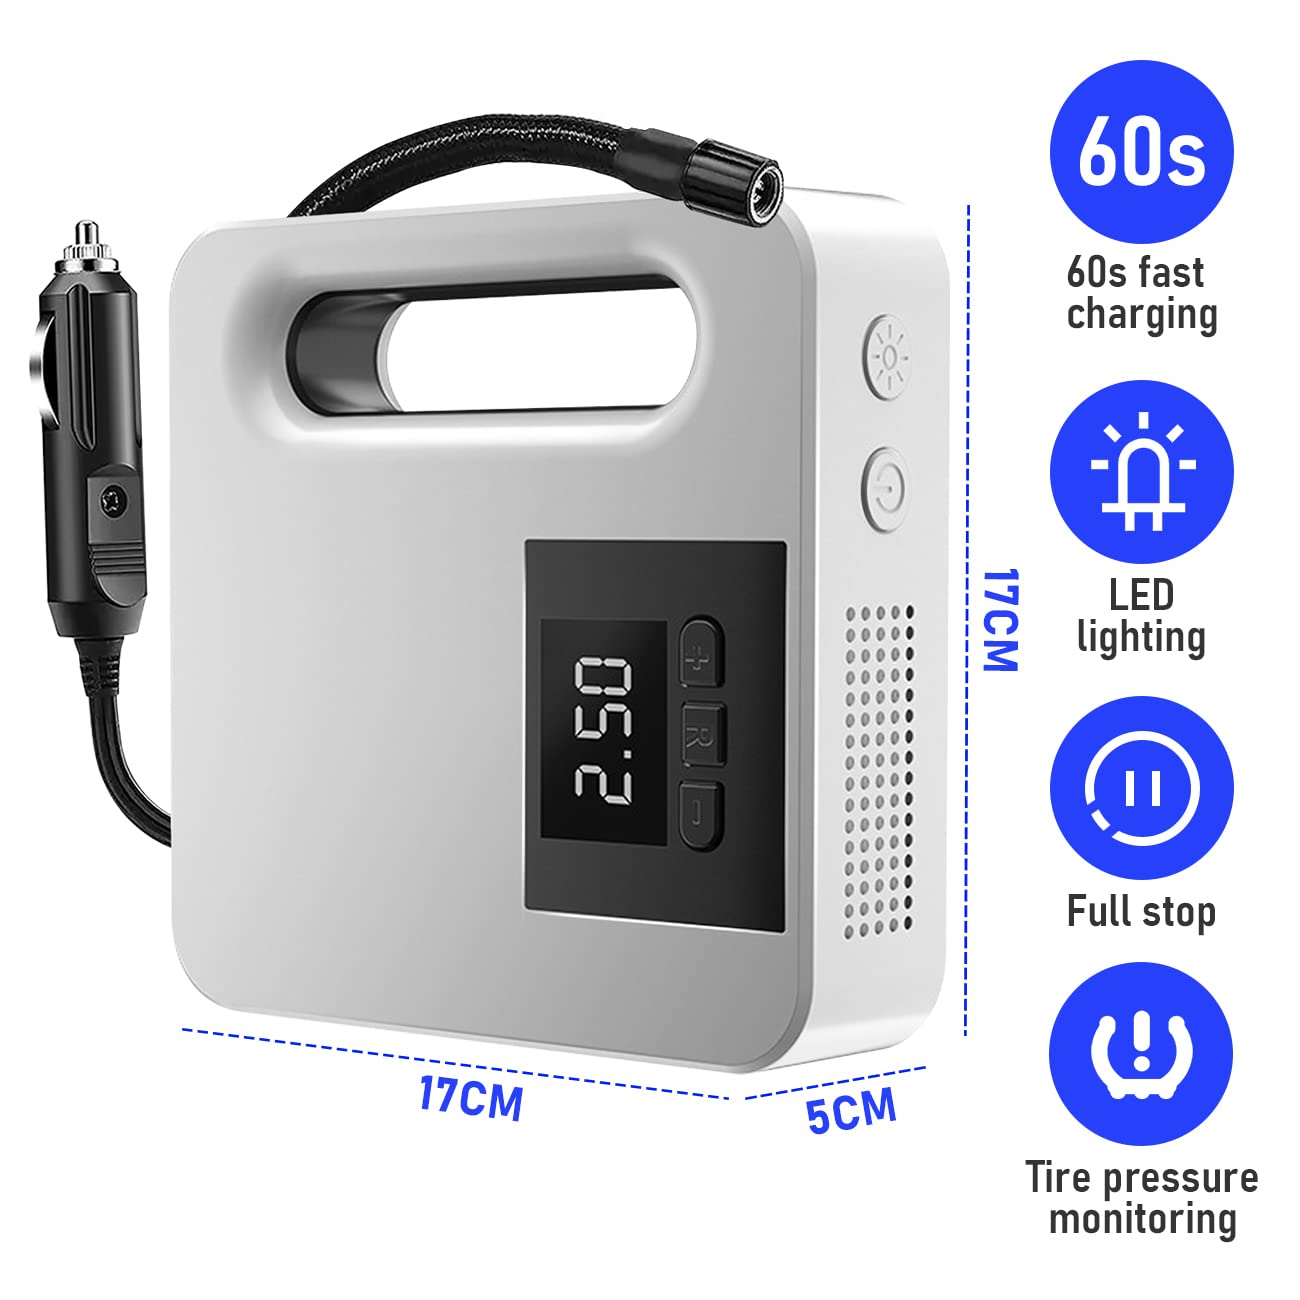 60s
60s fast
charging
LED
lighting
Full stop
Tire pressure
monitoring
2.50
+
R
-
17CM
17CM
5CM